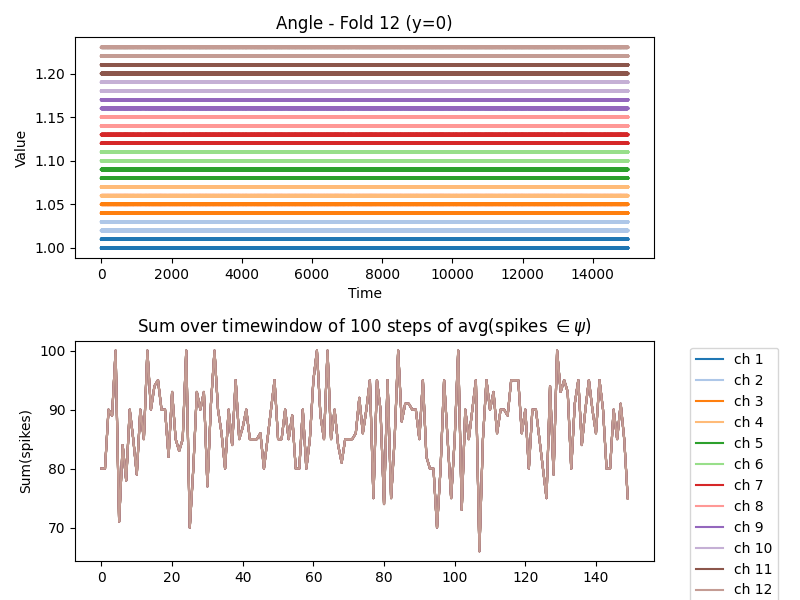 Angle - Fold 12 (y=0)
Value
1.20
1.15
1.10
1.05
1.00
0 2000 4000 6000 8000 10000 12000 14000
Time
Sum over timewindow of 100 steps of avg(spikes ∈ ψ)
Sum(spikes)
100
90
80
70
0 20 40 60 80 100 120 140
ch 1
ch 2
ch 3
ch 4
ch 5
ch 6
ch 7
ch 8
ch 9
ch 10
ch 11
ch 12